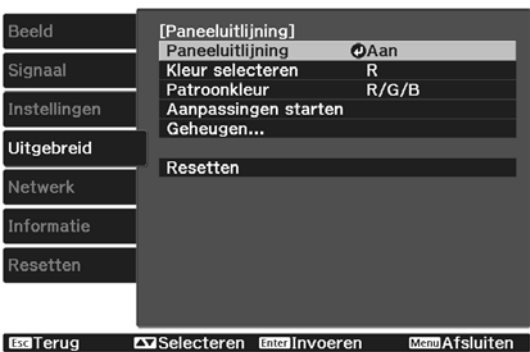 Beeld
Signaal
Instellingen
Uitgebreid
Netwerk
Informatie
Resetten
[Paneeluitlijning]
Paneeluitlijning Aan
Kleur selecteren R
Patroonkleur R/G/B
Aanpassingen starten
Geheugen...
Resetten
Esc Terug Selecteren Enter Invoeren Menu Afsluiten